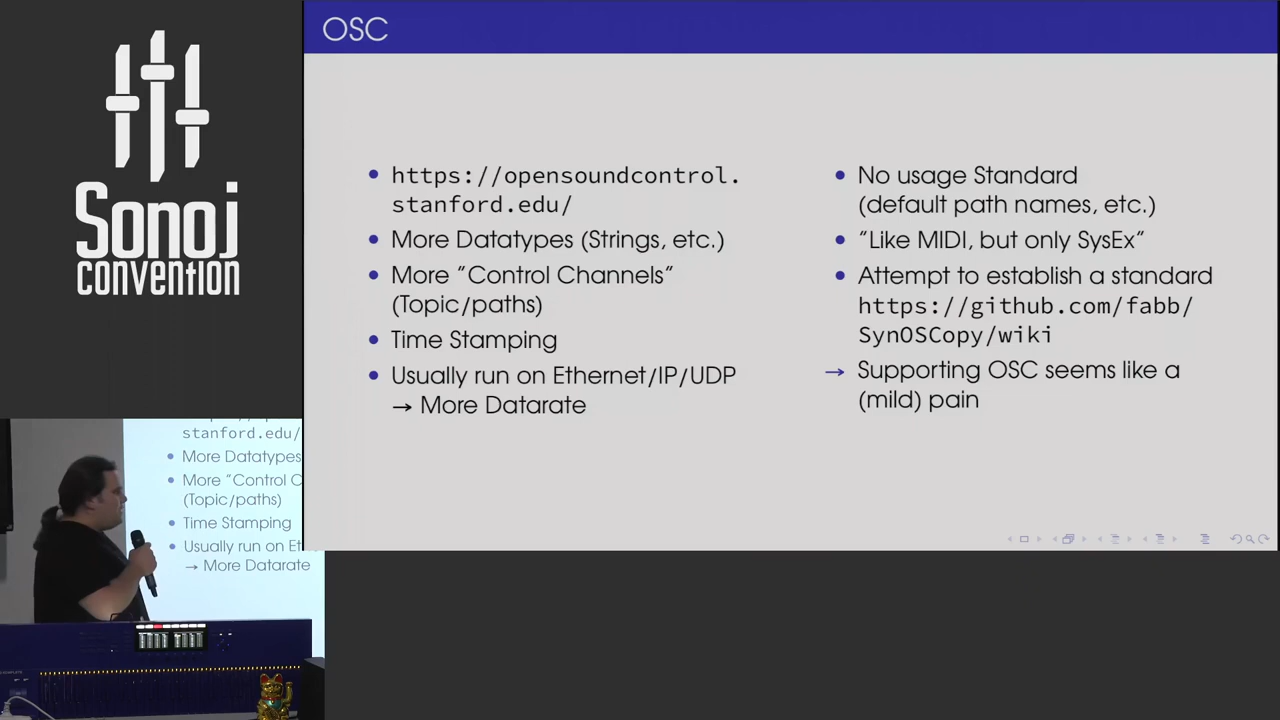 Sonoj
convention
OSC
• https://opensoundcontrol.
stanford.edu/
• More Datatypes (Strings, etc.)
• More "Control Channels"
(Topic/paths)
• Time Stamping
• Usually run on Ethernet/IP/UDP
→ More Datarate
• No usage Standard
(default path names, etc.)
• "Like MIDI, but only SysEx"
• Attempt to establish a standard
https://github.com/fabb/
SynOSCopy/wiki
→ Supporting OSC seems like a
(mild) pain
stanford.edu/
• More Datatypes
• More "Control C
(Topic/paths)
• Time Stamping
• Usually run on Et
→ More Datarate